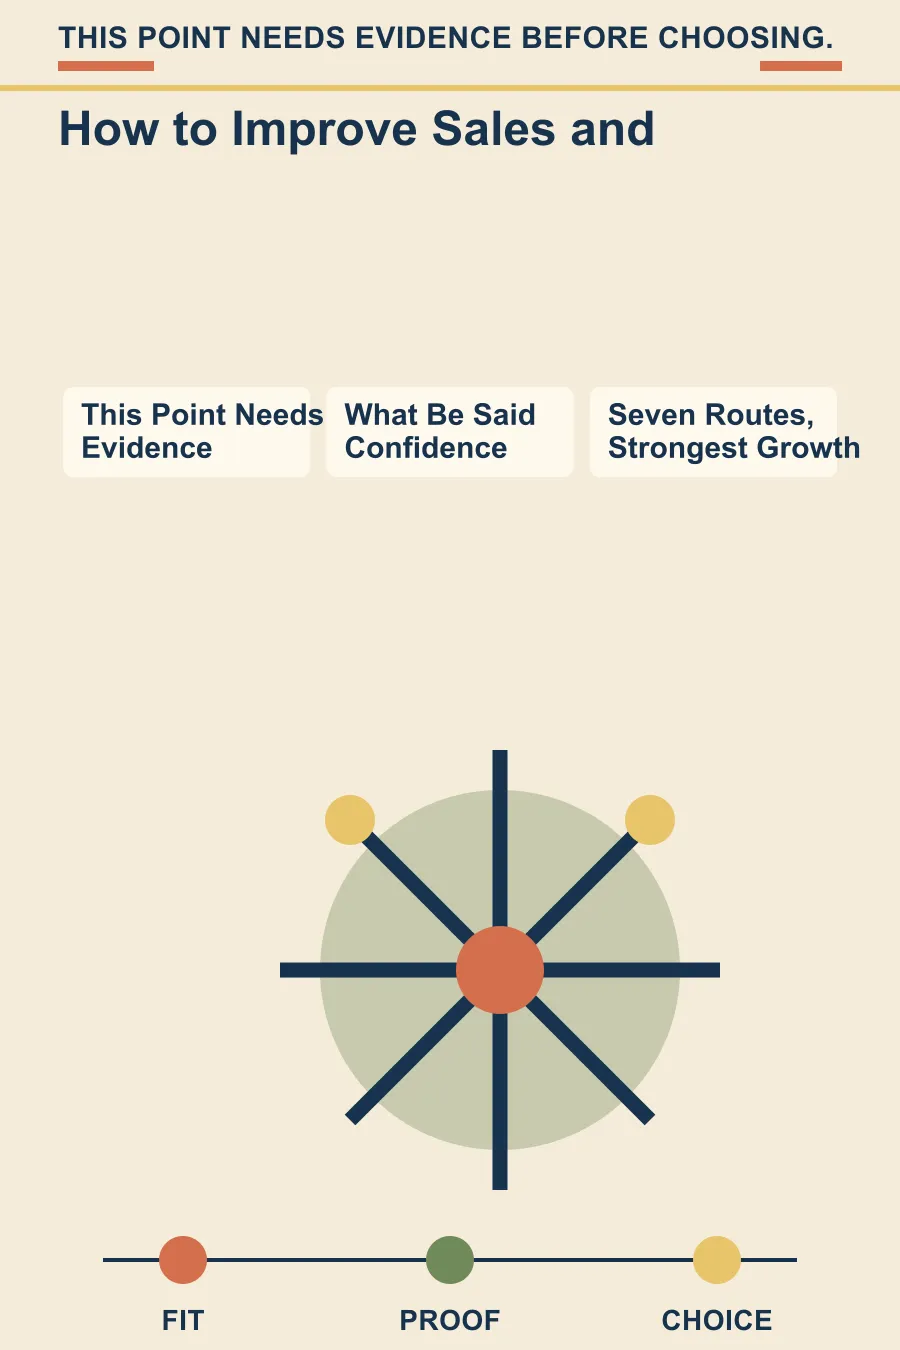 THIS POINT NEEDS EVIDENCE BEFORE CHOOSING.
How to Improve Sales and
This Point Needs
Evidence
What Be Said
Confidence
Seven Routes,
Strongest Growth
FIT
PROOF
CHOICE